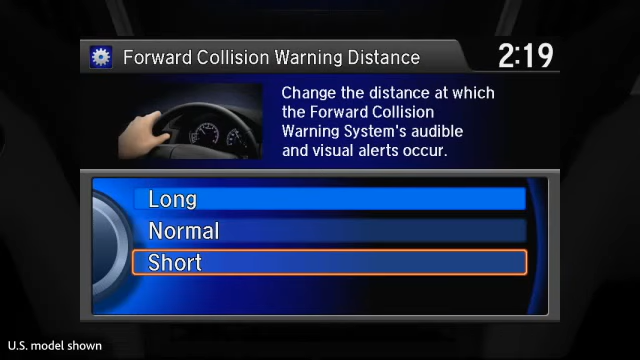 Forward Collision Warning Distance
2:19
Change the distance at which
the Forward Collision
Warning System's audible
and visual alerts occur.
Long
Normal
Short
U.S. model shown